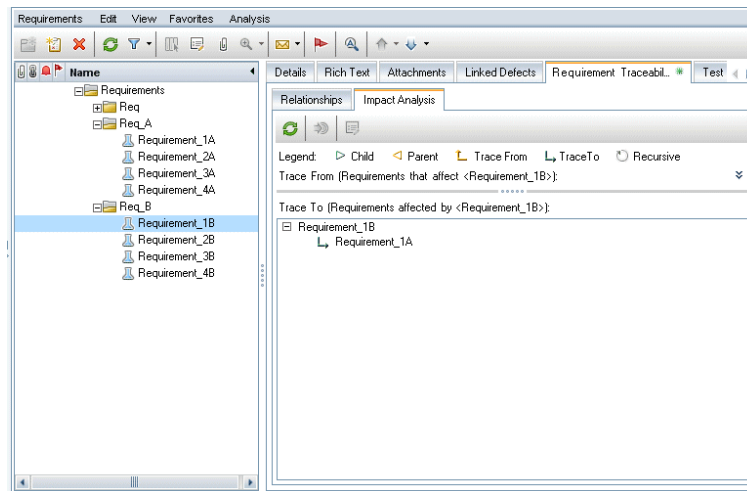 Requirements Edit View Favorites Analysis
Name
Requirements
Req
Req_A
Requirement_1A
Requirement_2A
Requirement_3A
Requirement_4A
Req_B
Requirement_1B
Requirement_2B
Requirement_3B
Requirement_4B
Details Rich Text Attachments Linked Defects Requirement Traceabil... * Test
Relationships Impact Analysis
Legend: Child Parent Trace From TraceTo Recursive
Trace From (Requirements that affect <Requirement_1B>):
Trace To (Requirements affected by <Requirement_1B>):
Requirement_1B
Requirement_1A